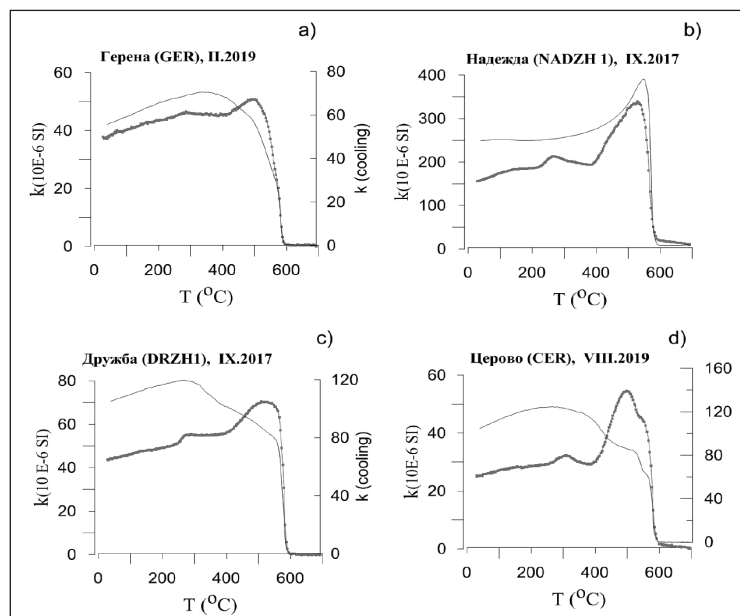 a)
Герена (GER), II.2019
60
40
20
0
k(10E-6 SI)
80
60
40
20
0
k (cooling)
0 200 400 600
T (°C)
b)
Надежда (NADZH 1), IX.2017
400
300
200
100
0
k(10 E-6 SI)
0 200 400 600
T (°C)
c)
Дружба (DRZH1), IX.2017
80
60
40
20
0
k(10 E-6 SI)
120
80
40
0
k (cooling)
0 200 400 600
T (°C)
d)
Церово (CER), VIII.2019
60
40
20
0
k(10E-6 SI)
160
120
80
40
0
k (cooling)
0 200 400 600
T (°C)